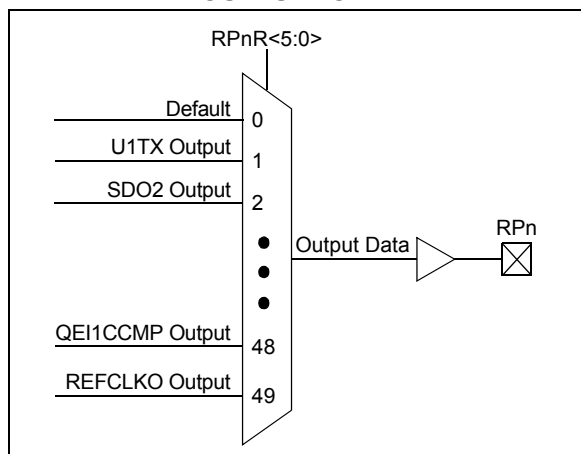 RPnR<5:0>
Default
0
U1TX Output
1
SDO2 Output
2
Output Data
RPn
QEI1CCMP Output
48
REFCLKO Output
49